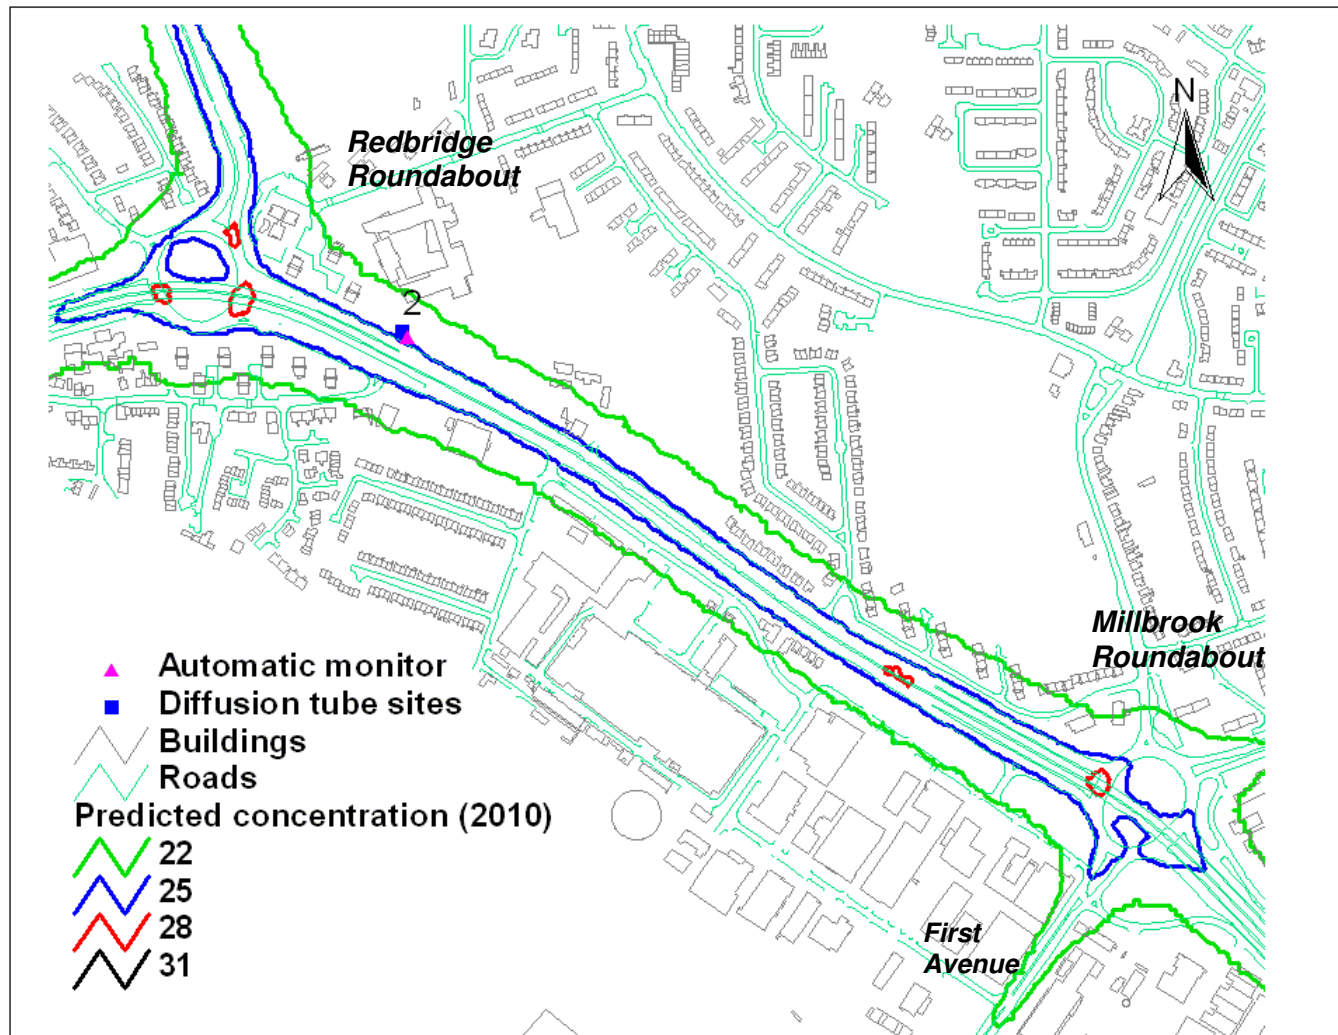 N
Redbridge
Roundabout
2
Millbrook
Roundabout
Automatic monitor
Diffusion tube sites
Buildings
Roads
Predicted concentration (2010)
22
25
28
31
First
Avenue